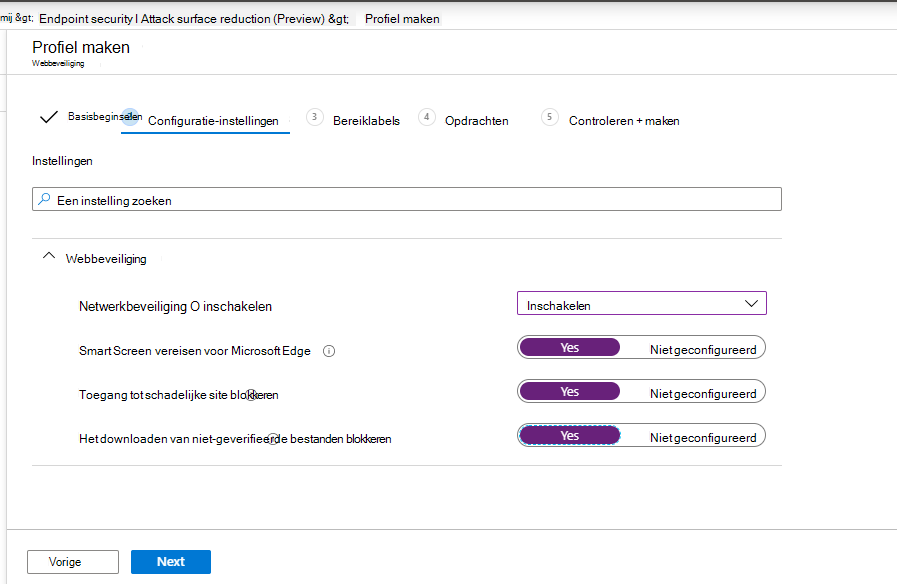 mij &gt; Endpoint security | Attack surface reduction (Preview) &gt; Profiel maken
Profiel maken
Webbeveiliging
Basisbeginselen Configuratie-instellingen 3 Bereiklabels 4 Opdrachten 5 Controleren + maken
Instellingen
Een instelling zoeken
Webbeveiliging
Netwerkbeveiliging O inschakelen Inschakelen
Smart Screen vereisen voor Microsoft Edge Yes Niet geconfigureerd
Toegang tot schadelijke site blokkeren Yes Niet geconfigureerd
Het downloaden van niet-geverifieerde bestanden blokkeren Yes Niet geconfigureerd
Vorige Next